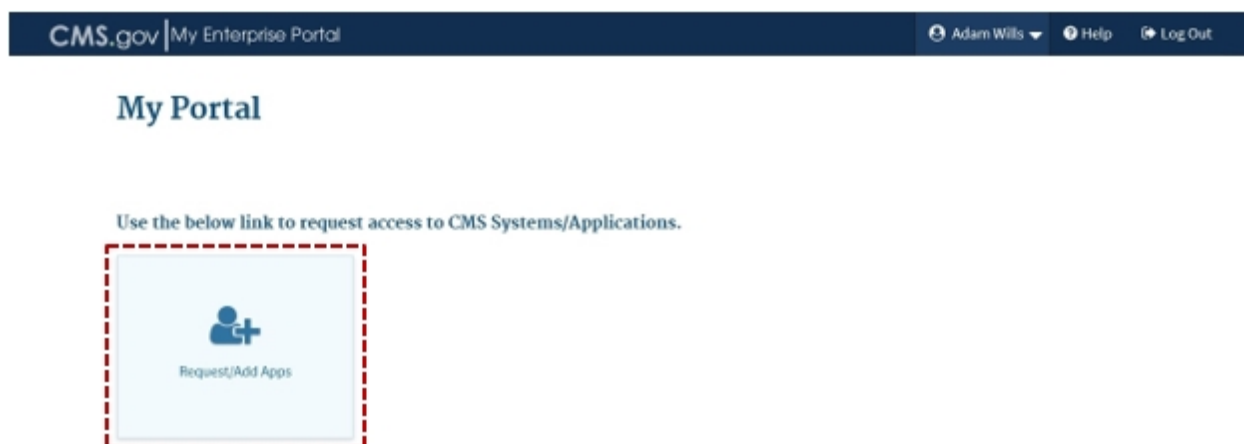 CMS.gov My Enterprise Portal Adam Wills Help Log Out
My Portal
Use the below link to request access to CMS Systems/Applications.
Request/Add Apps